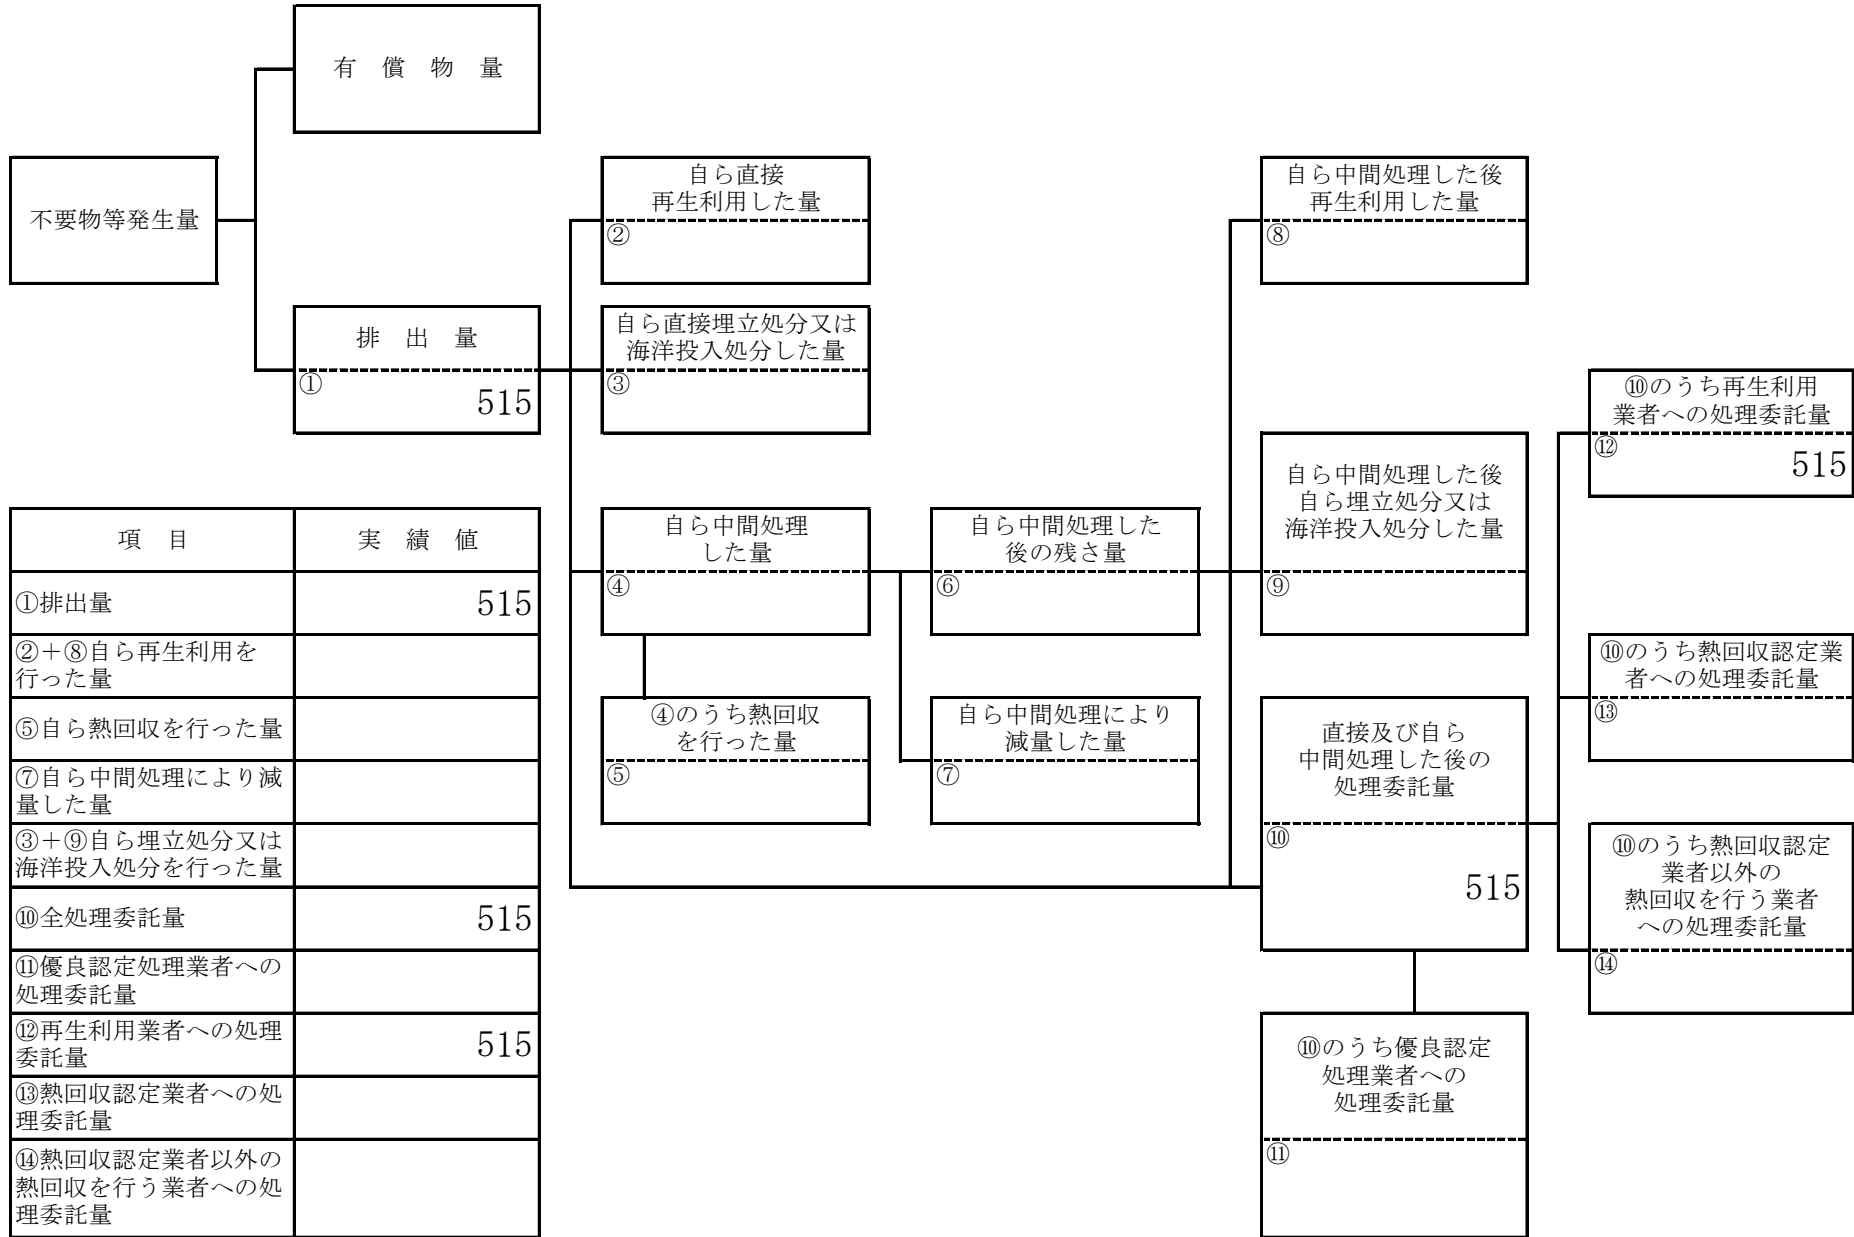 有　償　物　量
不要物等発生量
排　出　量
①
515
自ら直接
再生利用した量
②
自ら直接埋立処分又は
海洋投入処分した量
③
自ら中間処理
した量
④
④のうち熱回収
を行った量
⑤
自ら中間処理した
後の残さ量
⑥
自ら中間処理により
減量した量
⑦
自ら中間処理した後
再生利用した量
⑧
自ら中間処理した後
自ら埋立処分又は
海洋投入処分した量
⑨
直接及び自ら
中間処理した後の
処理委託量
⑩
515
⑩のうち優良認定
処理業者への
処理委託量
⑪
⑩のうち再生利用
業者への処理委託量
⑫
515
⑩のうち熱回収認定業
者への処理委託量
⑬
⑩のうち熱回収認定
業者以外の
熱回収を行う業者
への処理委託量
⑭
項　目　実　績　値
①排出量　515
②＋⑧自ら再生利用を
行った量
⑤自ら熱回収を行った量
⑦自ら中間処理により減
量した量
③＋⑨自ら埋立処分又は
海洋投入処分を行った量
⑩全処理委託量　515
⑪優良認定処理業者への
処理委託量
⑫再生利用業者への処理
委託量　515
⑬熱回収認定業者への処
理委託量
⑭熱回収認定業者以外の
熱回収を行う業者への処
理委託量